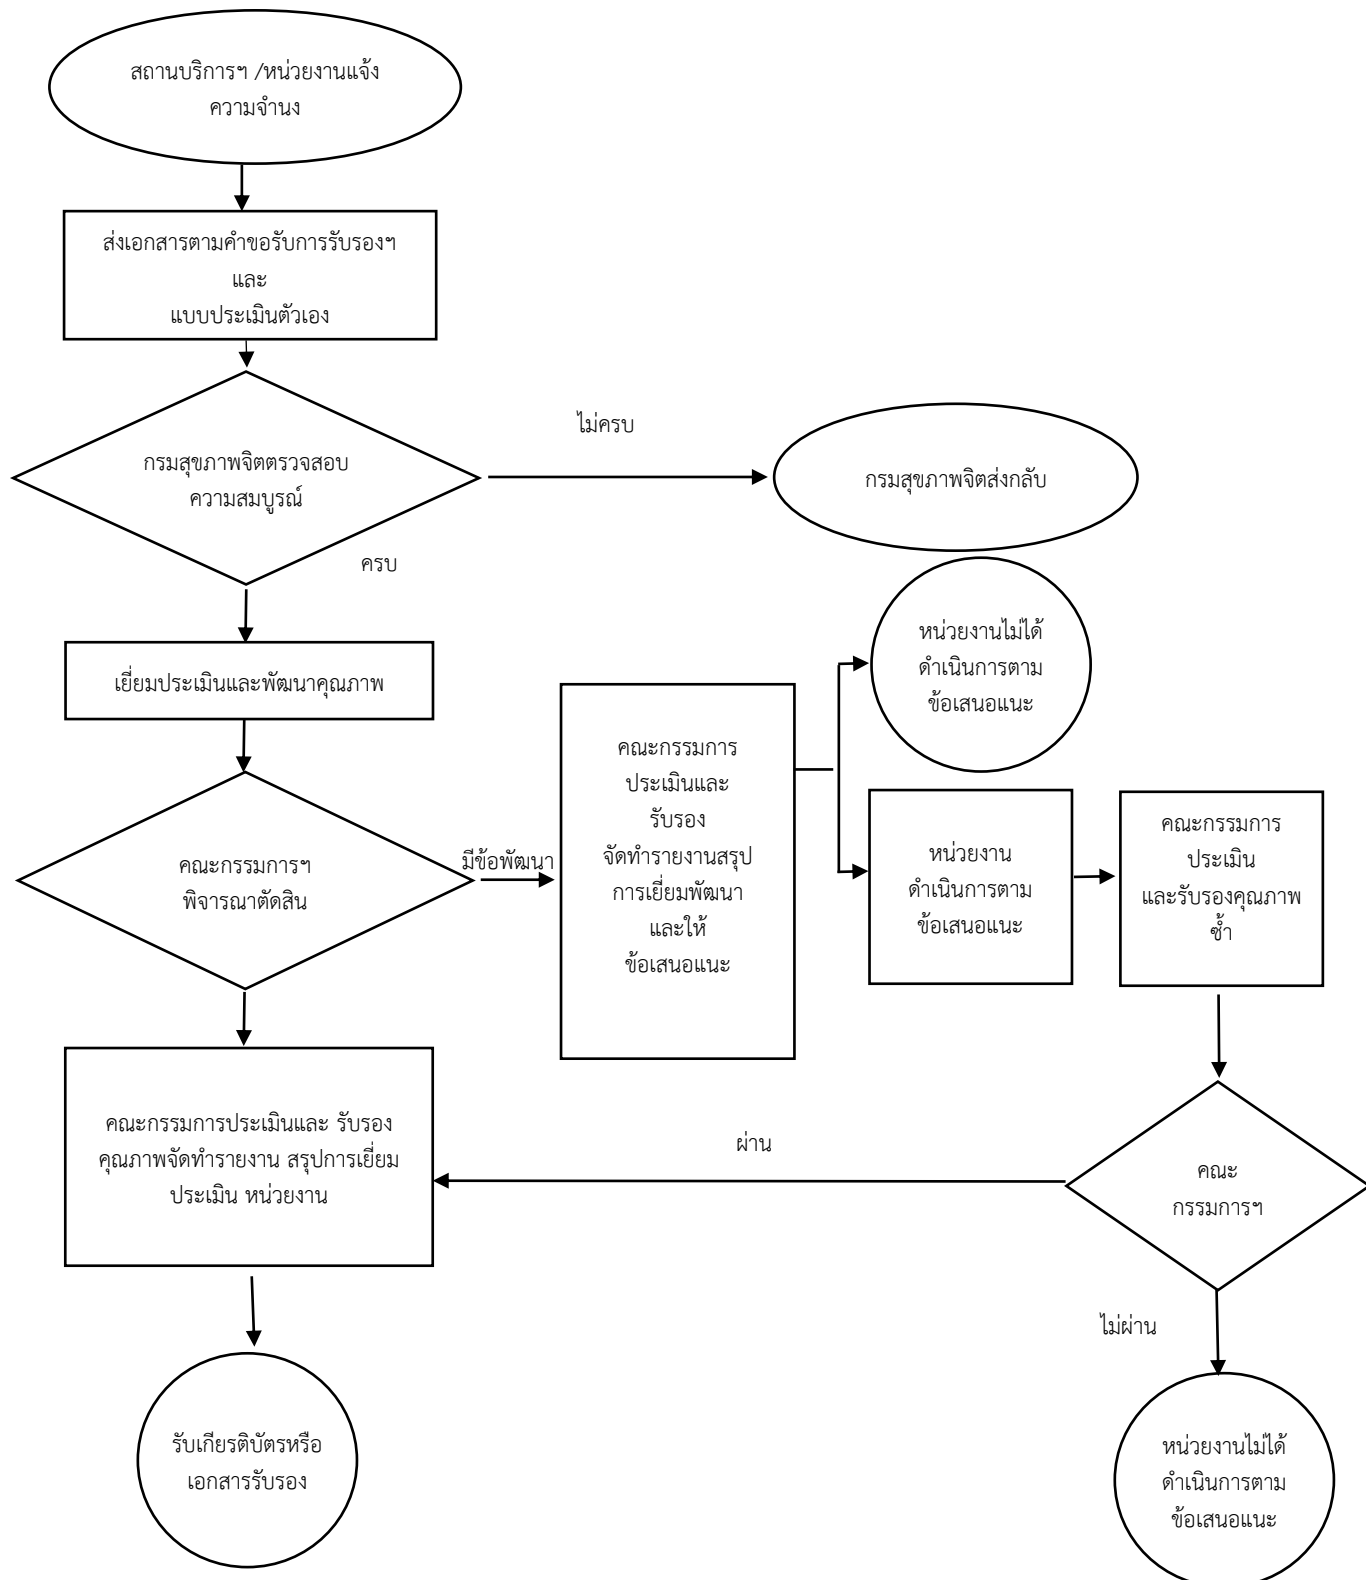 สถานบริการฯ /หน่วยงานแจ้ง
ความจำนง
ส่งเอกสารตามคำขอรับการรับรองฯ
และ
แบบประเมินตัวเอง
ไม่ครบ
กรมสุขภาพจิตตรวจสอบ
ความสมบูรณ์
กรมสุขภาพจิตส่งกลับ
ครบ
หน่วยงานไม่ได้
ดำเนินการตาม
ข้อเสนอแนะ
เยี่ยมประเมินและพัฒนาคุณภาพ
คณะกรรมการฯ
พิจารณาตัดสิน
มีข้อพัฒนา
คณะกรรมการ
ประเมินและ
รับรอง
จัดทำรายงานสรุป
การเยี่ยมพัฒนา
และให้
ข้อเสนอแนะ
หน่วยงาน
ดำเนินการตาม
ข้อเสนอแนะ
คณะกรรมการ
ประเมิน
และรับรองคุณภาพ
ซ้ำ
คณะกรรมการประเมินและ รับรอง
คุณภาพจัดทำรายงาน สรุปการเยี่ยม
ประเมิน หน่วยงาน
ผ่าน
คณะ
กรรมการฯ
ไม่ผ่าน
รับเกียรติบัตรหรือ
เอกสารรับรอง
หน่วยงานไม่ได้
ดำเนินการตาม
ข้อเสนอแนะ